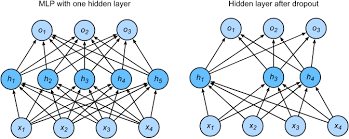 MLP with one hidden layer
Hidden layer after dropout
o1 o2 o3
o1 o2 o3
h1 h2 h3 h4 h5
h1 h3 h4
x1 x2 x3 x4
x1 x2 x3 x4